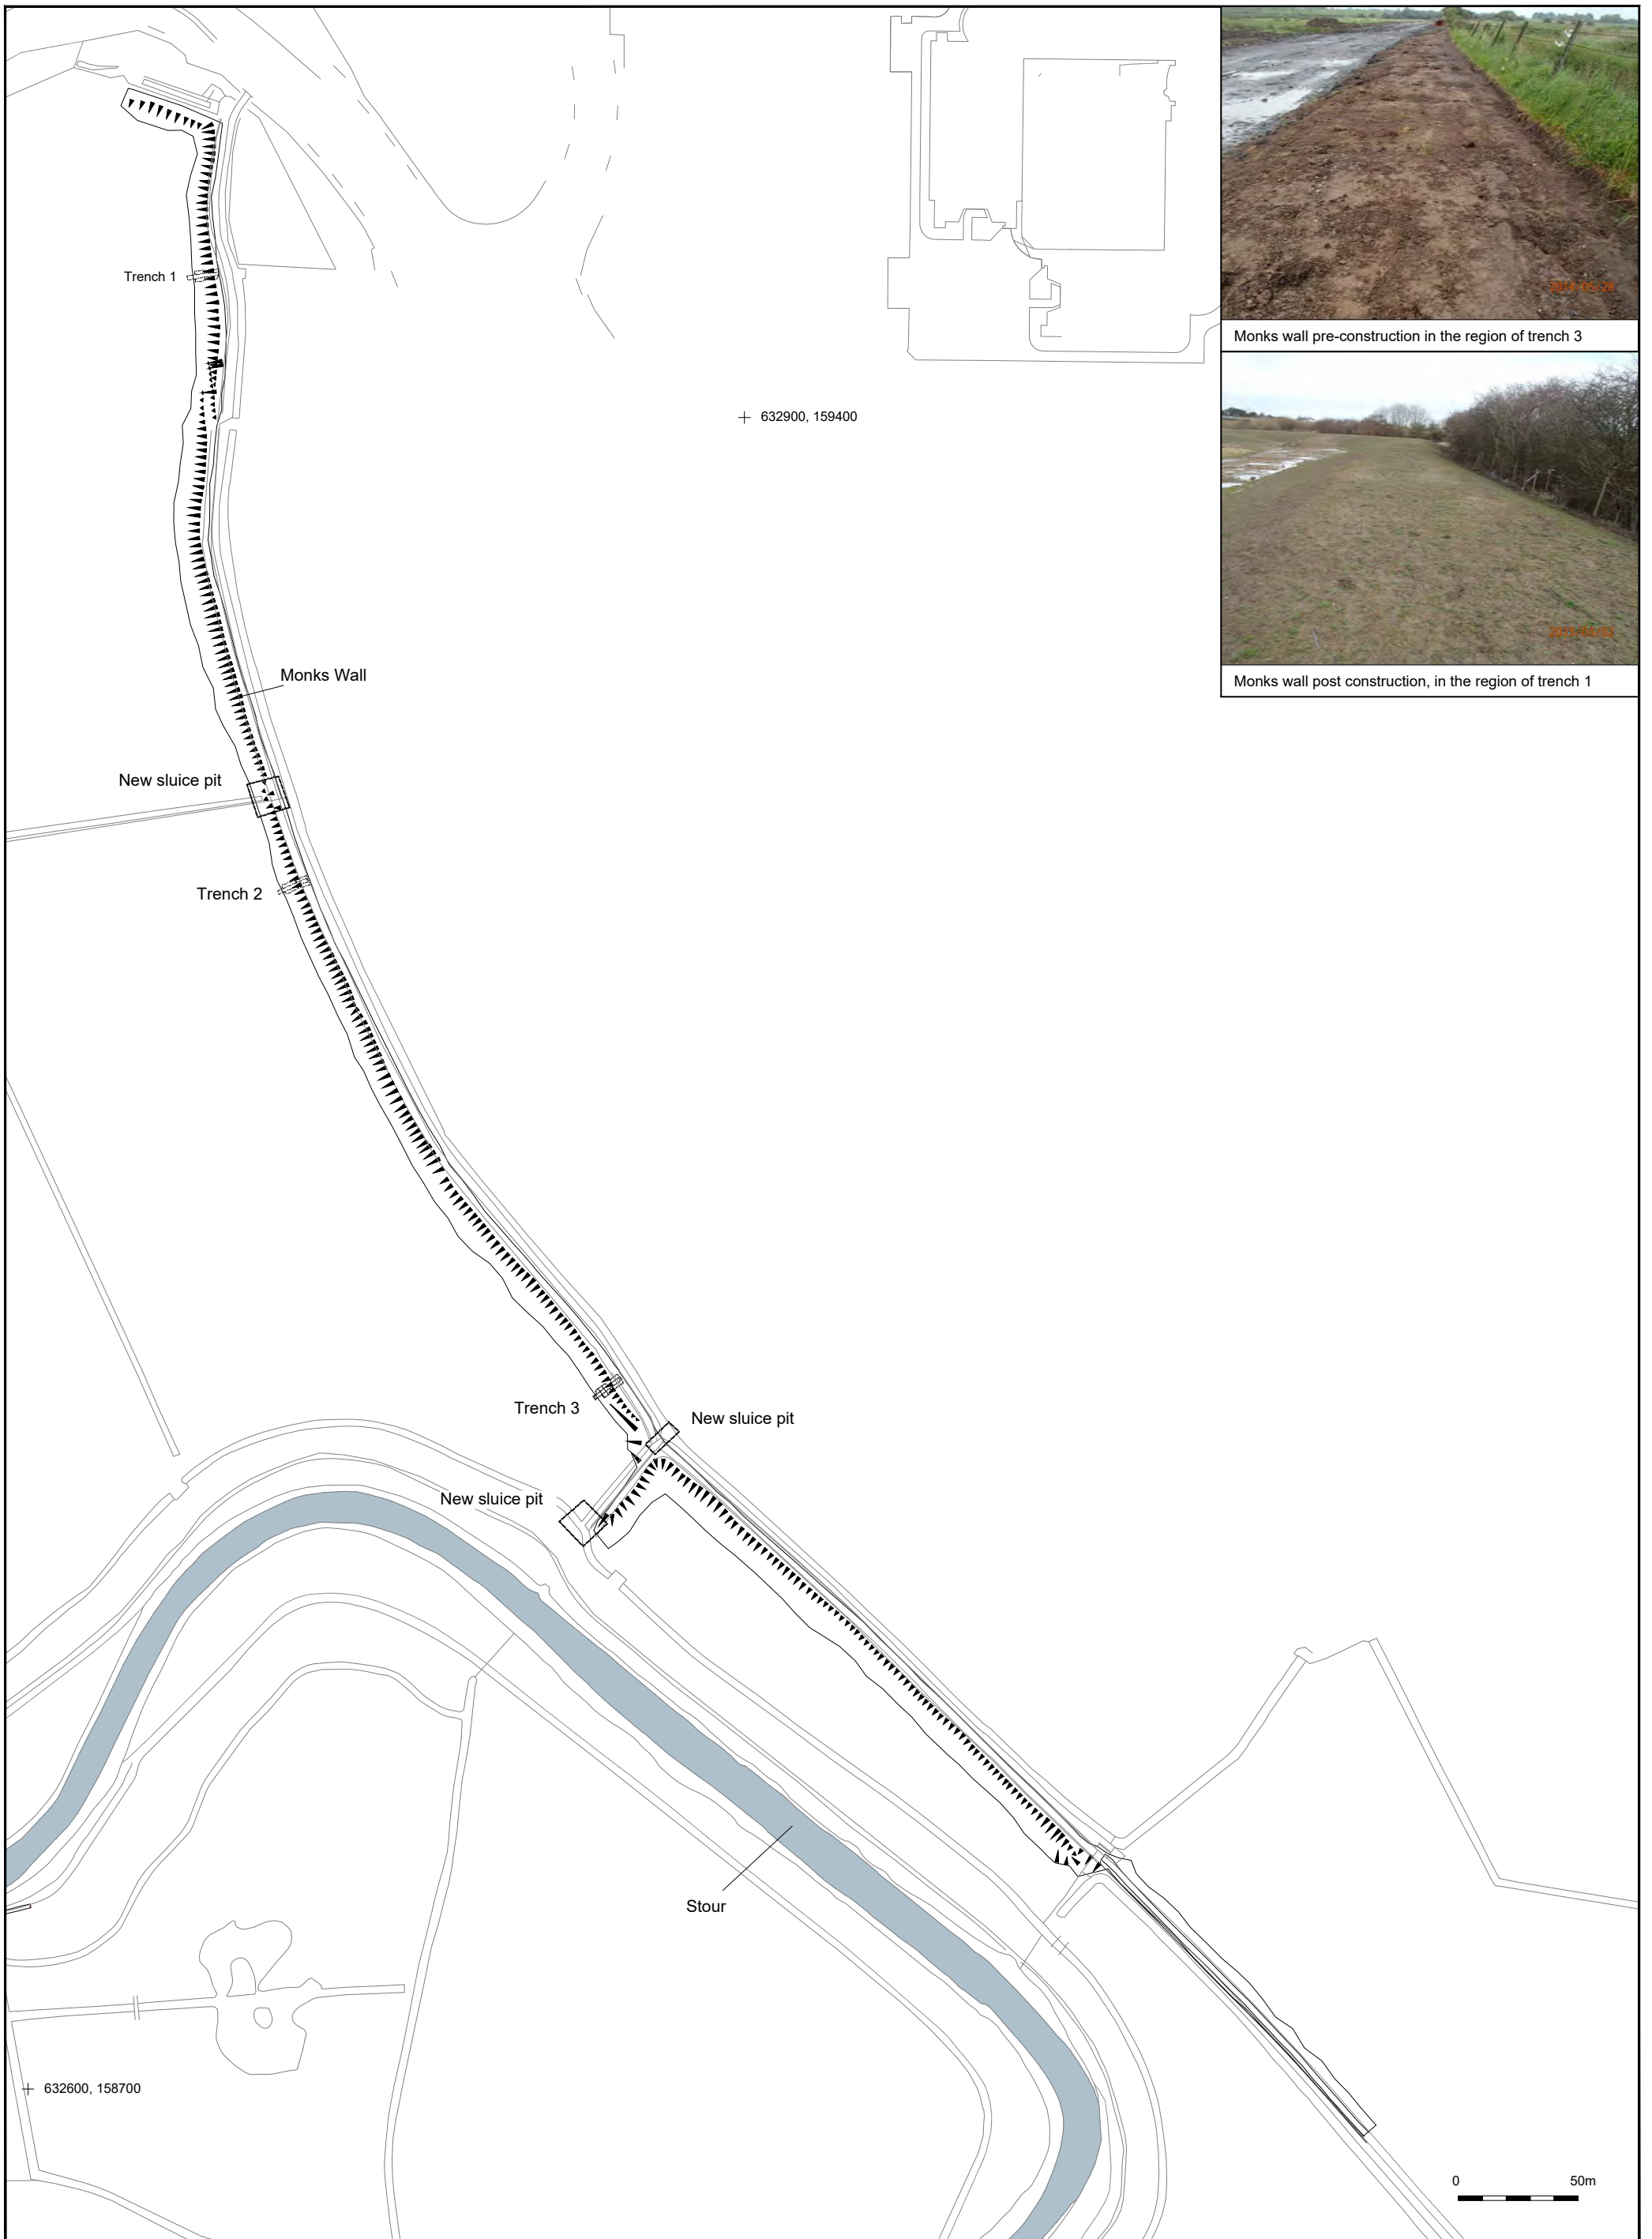 Monks wall pre-construction in the region of trench 3
Monks wall post construction, in the region of trench 1
Trench 1
632900, 159400
Monks Wall
New sluice pit
Trench 2
Trench 3
New sluice pit
New sluice pit
Stour
632600, 158700
0 50m